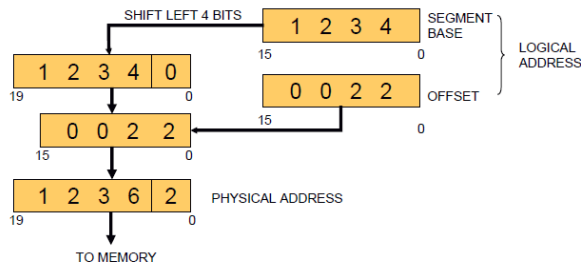 SHIFT LEFT 4 BITS
1 2 3 4
SEGMENT
BASE
15
0
LOGICAL
ADDRESS
1 2 3 4 0
19
0
0 0 2 2
OFFSET
15
0
0 0 2 2
15
0
1 2 3 6 2
PHYSICAL ADDRESS
19
0
TO MEMORY